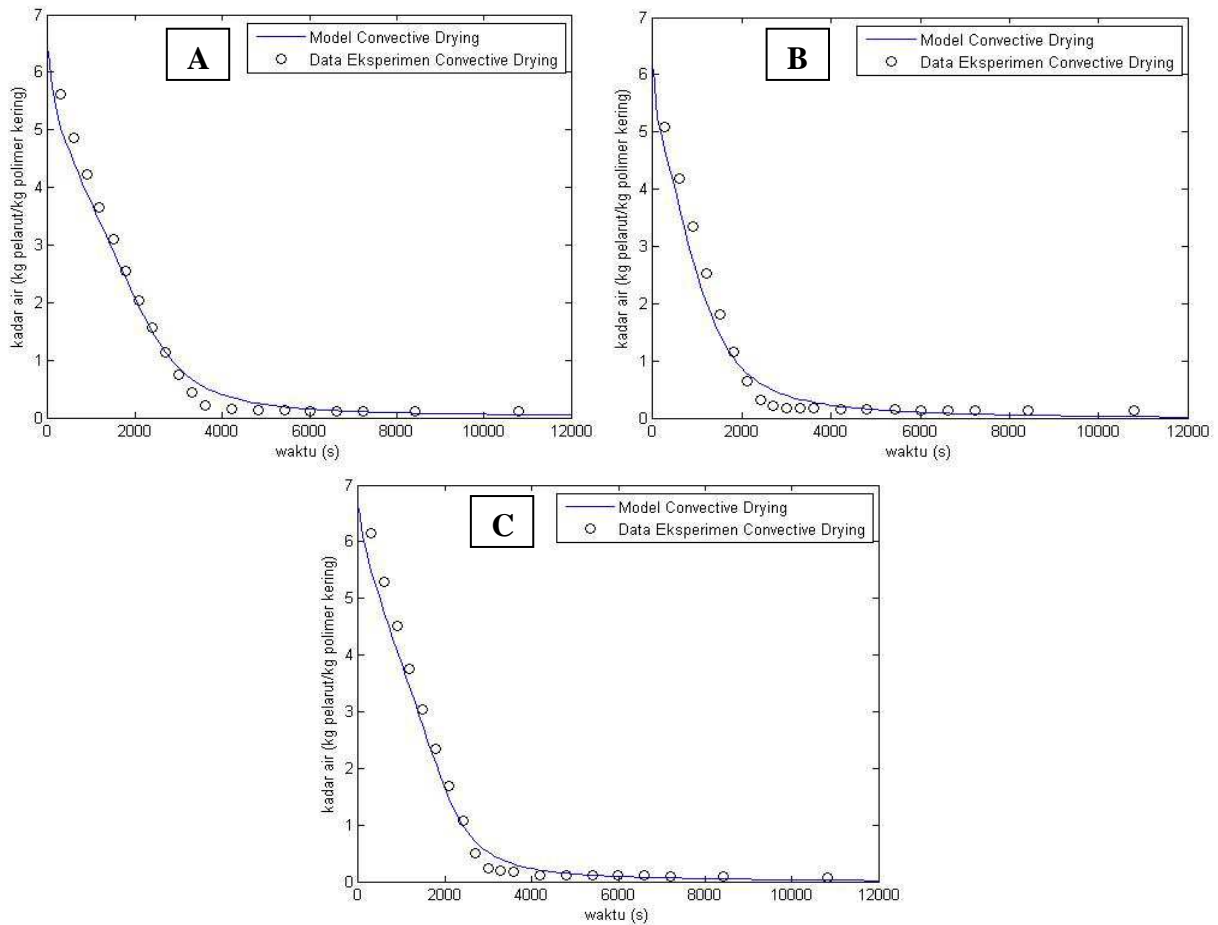 A
Model Convective Drying
Data Eksperimen Convective Drying
7
6
5
4
3
2
1
0
kadar air (kg pelarut/kg polimer kering)
0 2000 4000 6000 8000 10000 12000
waktu (s)
B
Model Convective Drying
Data Eksperimen Convective Drying
7
6
5
4
3
2
1
0
kadar air (kg pelarut/kg polimer kering)
0 2000 4000 6000 8000 10000 12000
waktu (s)
C
Model Convective Drying
Data Eksperimen Convective Drying
7
6
5
4
3
2
1
0
kadar air (kg pelarut/kg polimer kering)
0 2000 4000 6000 8000 10000 12000
waktu (s)